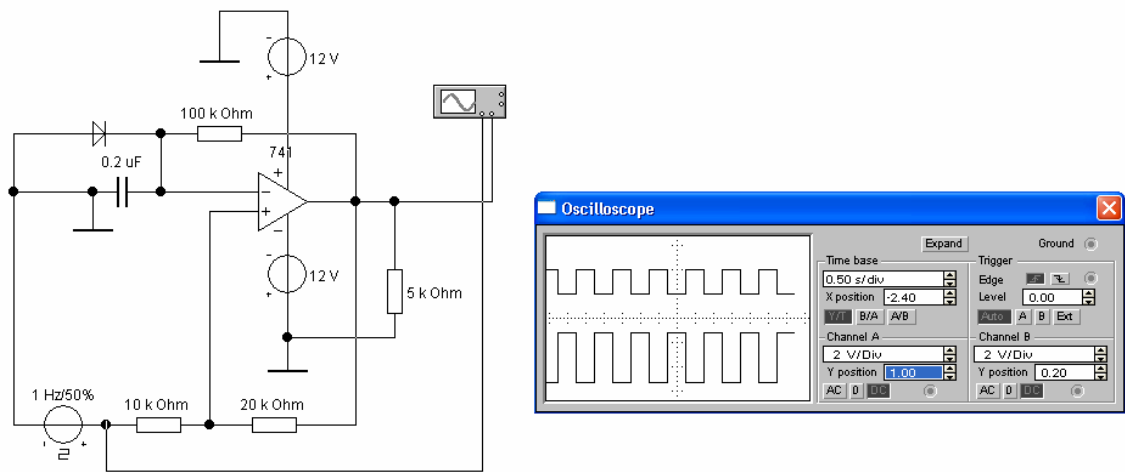 12 V
100 k Ohm
741
0.2 uF
12 V
5 k Ohm
1 Hz/50%
10 k Ohm
20 k Ohm
2
Oscilloscope
Expand
Ground
Time base
0.50 s/div
X position -2.40
Y/T B/A A/B
Trigger
Edge
Level 0.00
Auto A B Ext
Channel A
2 V/Div
Y position 1.00
AC D DC
Channel B
2 V/Div
Y position 0.20
AC D DC